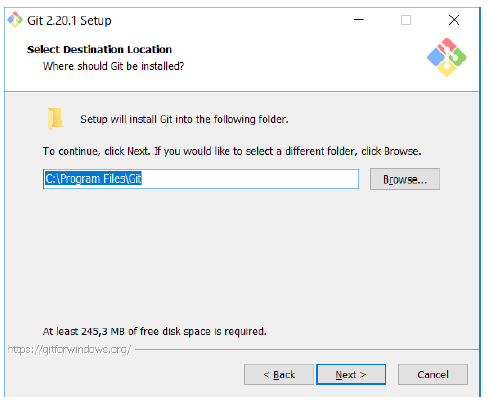 Git 2.20.1 Setup
Select Destination Location
Where should Git be installed?
Setup will install Git into the following folder.
To continue, click Next. If you would like to select a different folder, click Browse.
C:\Program Files\Git
Browse...
At least 245,3 MB of free disk space is required.
https://gitforwindows.org/
< Back
Next >
Cancel